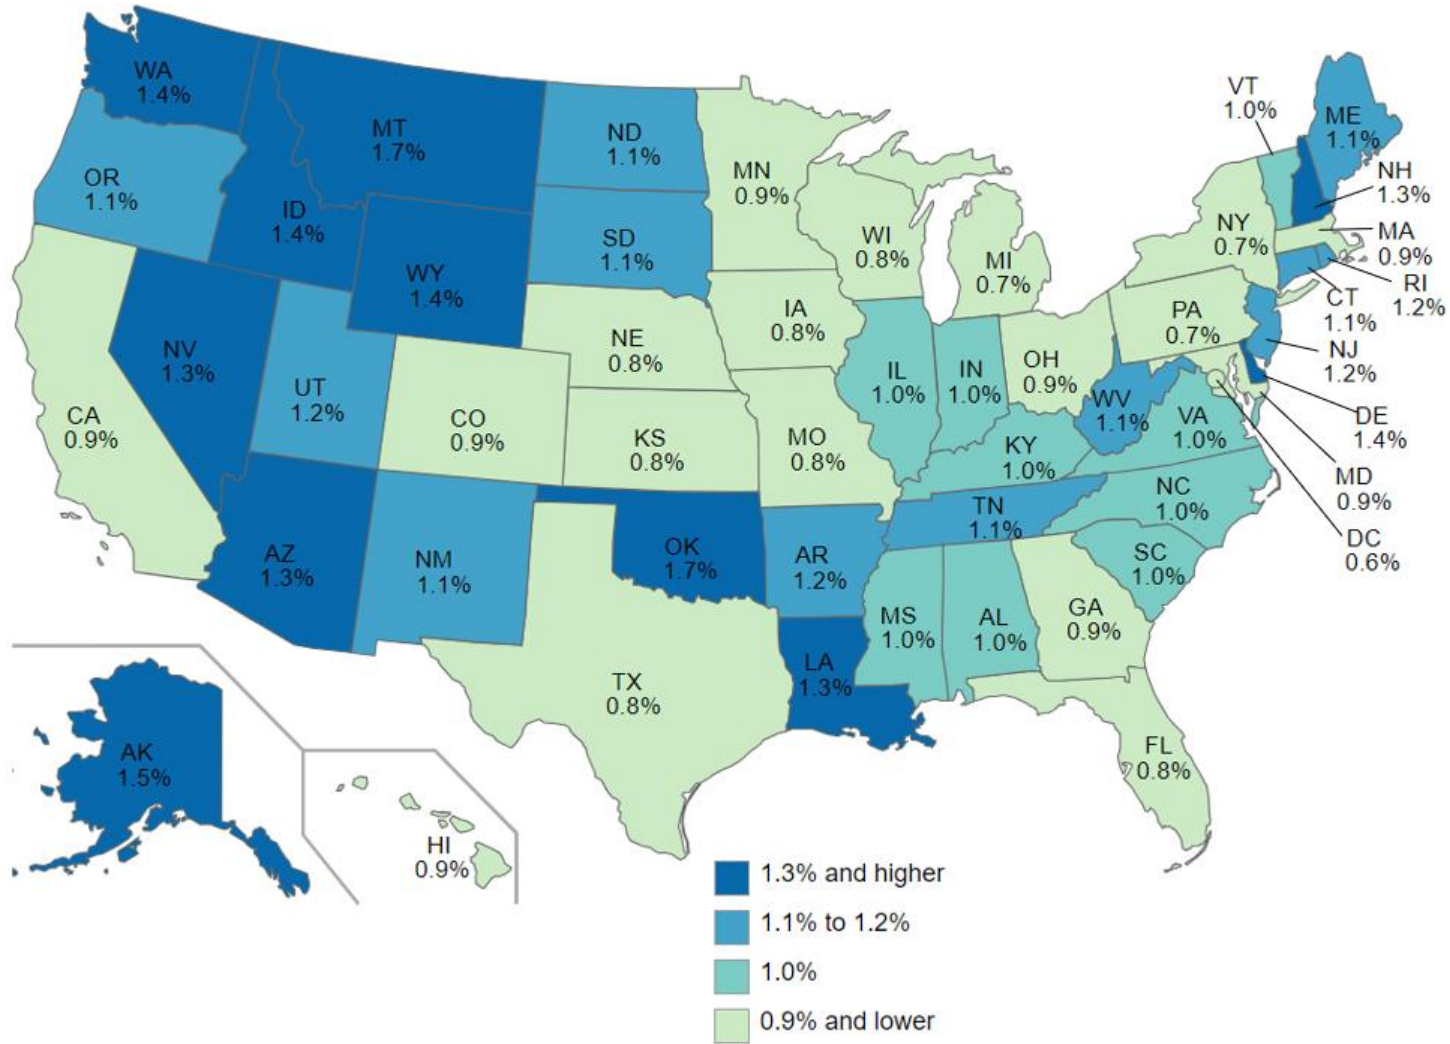 WA
1.4%
MT
1.7%
ND
1.1%
MN
0.9%
VT
1.0%
ME
1.1%
OR
1.1%
ID
1.4%
SD
1.1%
WI
0.8%
MI
0.7%
NY
0.7%
NH
1.3%
MA
0.9%
RI
1.2%
CT
1.1%
WY
1.4%
IA
0.8%
PA
0.7%
NJ
1.2%
NV
1.3%
UT
1.2%
NE
0.8%
IL
1.0%
IN
1.0%
OH
0.9%
WV
1.1%
VA
1.0%
DE
1.4%
CA
0.9%
CO
0.9%
KS
0.8%
MO
0.8%
KY
1.0%
MD
0.9%
NC
1.0%
DC
0.6%
AZ
1.3%
NM
1.1%
OK
1.7%
AR
1.2%
TN
1.1%
SC
1.0%
MS
1.0%
AL
1.0%
GA
0.9%
TX
0.8%
LA
1.3%
FL
0.8%
AK
1.5%
HI
0.9%
1.3% and higher
1.1% to 1.2%
1.0%
0.9% and lower